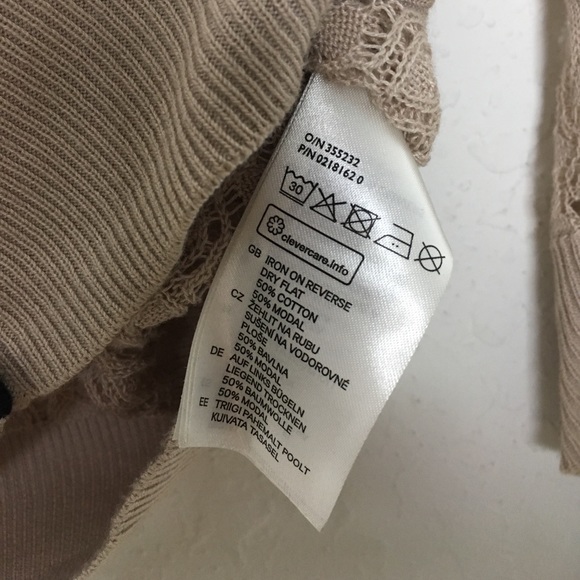 O/N 355232
P/N 0218162 0
30
clevercare.info
GB IRON ON REVERSE
DRY FLAT
50% COTTON
50% MODAL
CZ ŽEHLIT NA RUBU
SUŠENÍ NA VODOROVNÉ
PLOŠE
50% BAVLNA
50% MODAL
DE AUF LINKS BÜGELN
LIEGEND TROCKNEN
50% BAUMWOLLE
50% MODAL
EE TRIIGI PAHEMALT POOLT
KUIVATA TASASEL